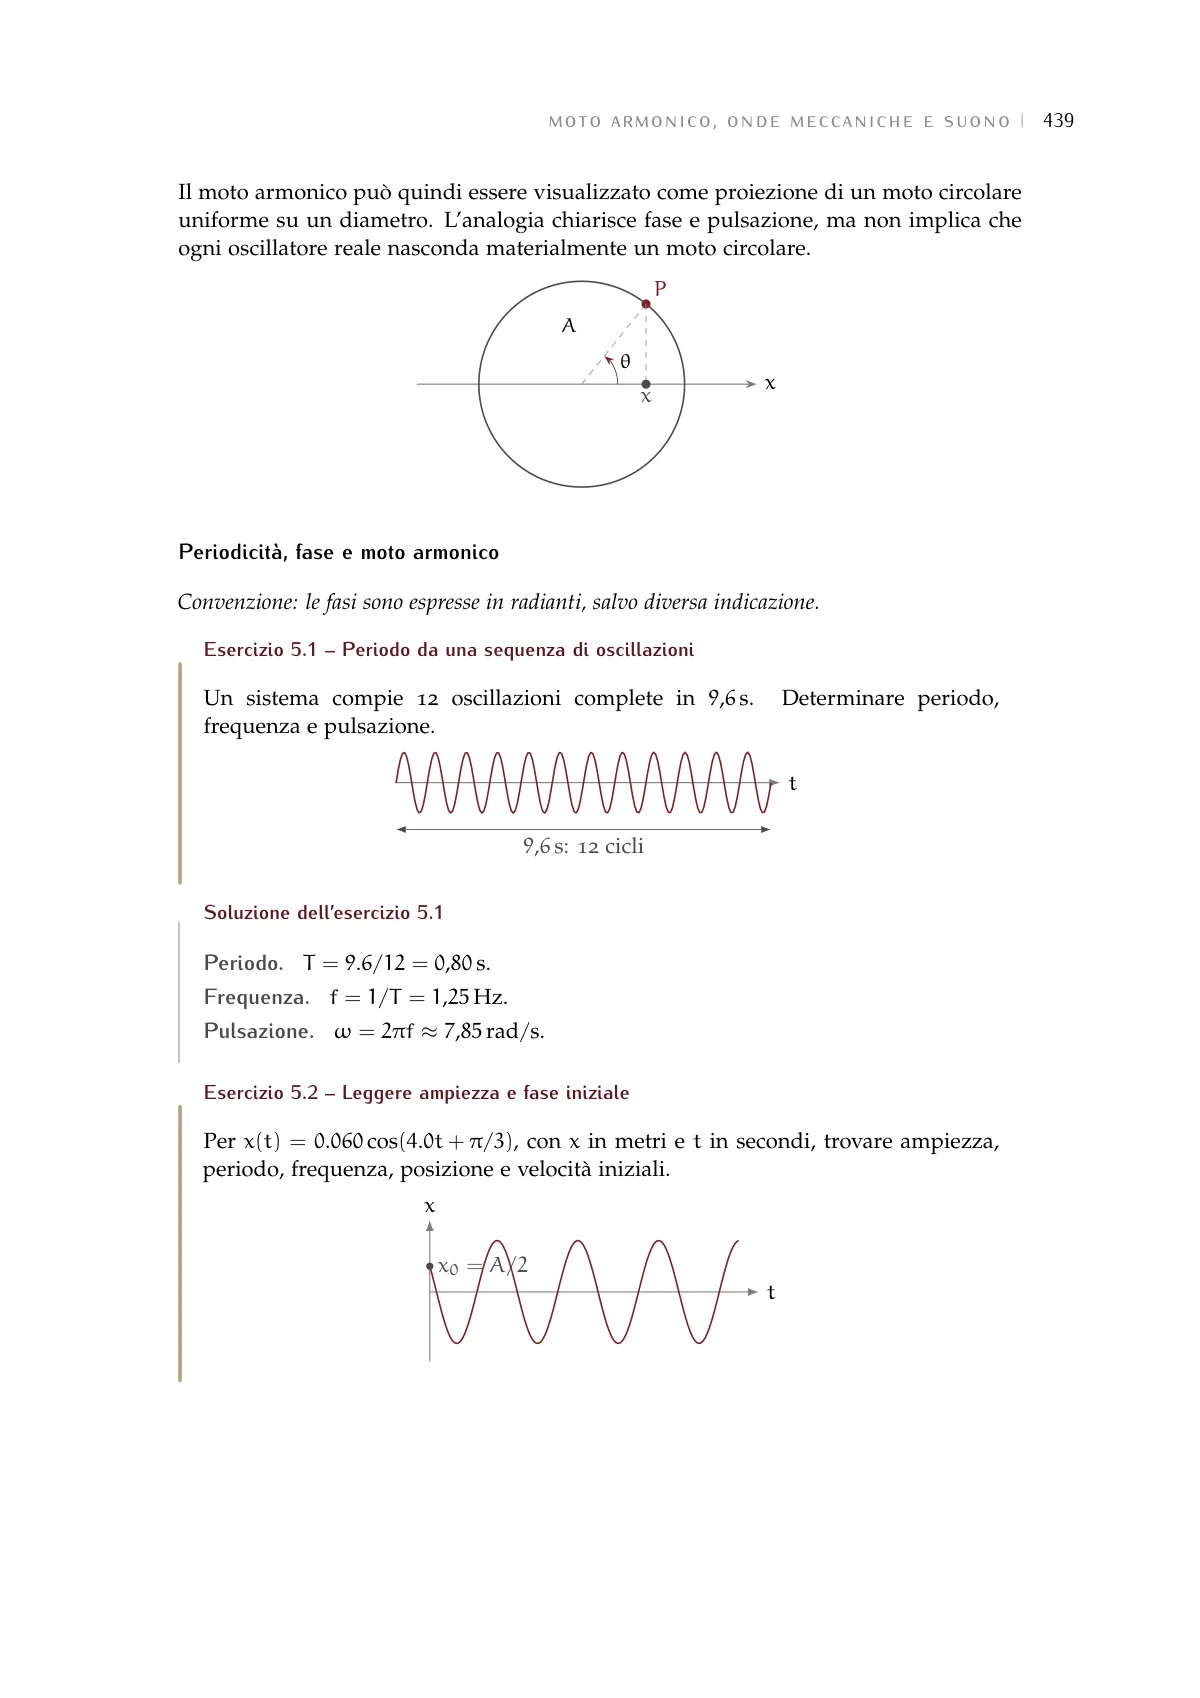 MOTO ARMONICO, ONDE MECCANICHE E SUONO | 439
Il moto armonico può quindi essere visualizzato come proiezione di un moto circolare
uniforme su un diametro. L'analogia chiarisce fase e pulsazione, ma non implica che
ogni oscillatore reale nasconda materialmente un moto circolare.
P
A
θ
x
x
Periodicità, fase e moto armonico
Convenzione: le fasi sono espresse in radianti, salvo diversa indicazione.
Esercizio 5.1 – Periodo da una sequenza di oscillazioni
Un sistema compie 12 oscillazioni complete in 9,6 s. Determinare periodo,
frequenza e pulsazione.
t
9,6 s: 12 cicli
Soluzione dell'esercizio 5.1
Periodo. T = 9.6/12 = 0,80 s.
Frequenza. f = 1/T = 1,25 Hz.
Pulsazione. ω = 2πf ≈ 7,85 rad/s.
Esercizio 5.2 – Leggere ampiezza e fase iniziale
Per x(t) = 0.060 cos(4.0t + π/3), con x in metri e t in secondi, trovare ampiezza,
periodo, frequenza, posizione e velocità iniziali.
x
x₀ = A/2
t